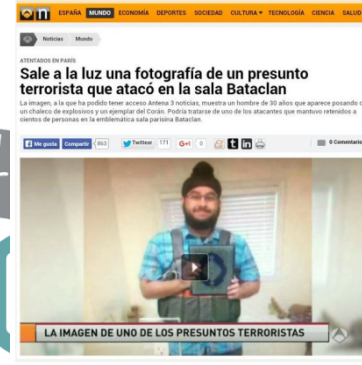 ESPAÑA MUNDO ECONOMÍA DEPORTES SOCIEDAD CULTURA TECNOLOGÍA CIENCIA SALUD
Noticias Mundo
ATENTADOS EN PARÍS
Sale a la luz una fotografía de un presunto
terrorista que atacó en la sala Bataclan
La imagen, a la que ha podido tener acceso Antena 3 noticias, muestra un hombre de 30 años que aparece posando c
un chaleco de explosivos y un ejemplar del Corán. Podría tratarse de uno de los atacantes que mantuvo retenidos a
cientos de personas en la emblemática sala parisina Bataclan.
Me gusta Compartir 863 Twittear 171 G+1 0 t in 0 Comentario
LA IMAGEN DE UNO DE LOS PRESUNTOS TERRORISTAS